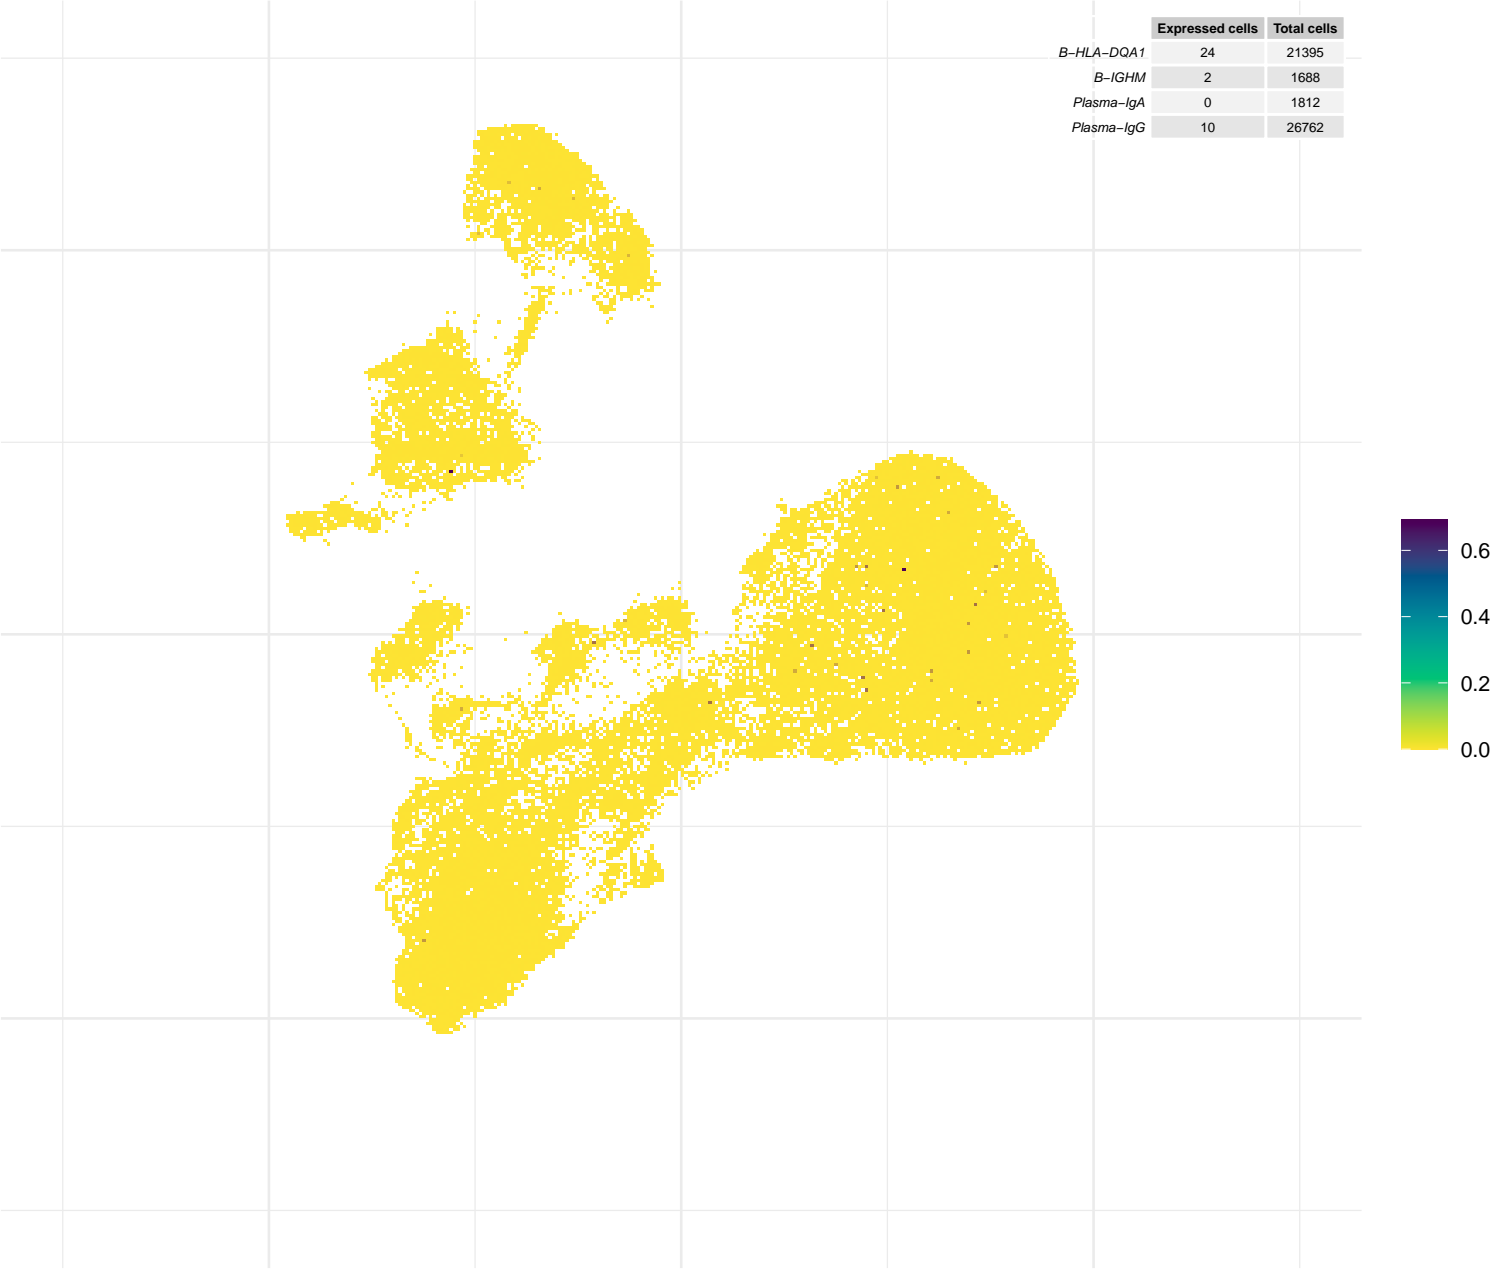 Expressed cells Total cells
B–HLA–DQA1 24 21395
B–IGHM 2 1688
Plasma–IgA 0 1812
Plasma–IgG 10 26762
0.6
0.4
0.2
0.0